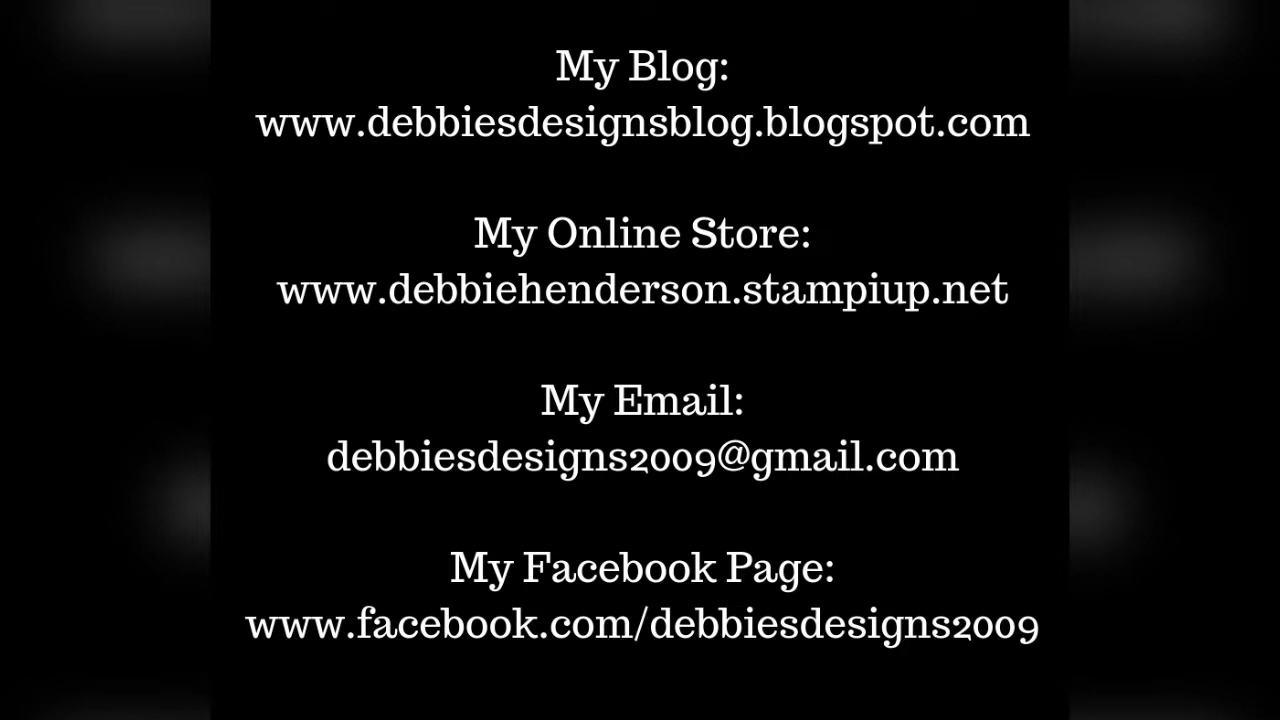 My Blog:
www.debbiesdesignsblog.blogspot.com
My Online Store:
www.debbiehenderson.stampiup.net
My Email:
debbiesdesigns2009@gmail.com
My Facebook Page:
www.facebook.com/debbiesdesigns2009